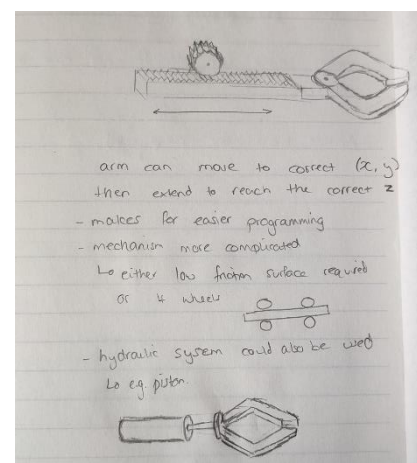 arm can move to correct (x, y)
then extend to reach the correct z
- makes for easier programming
- mechanism more complicated
↳ either low friction surface required
or 4 wheels
- hydraulic system could also be used
↳ e.g. piston.